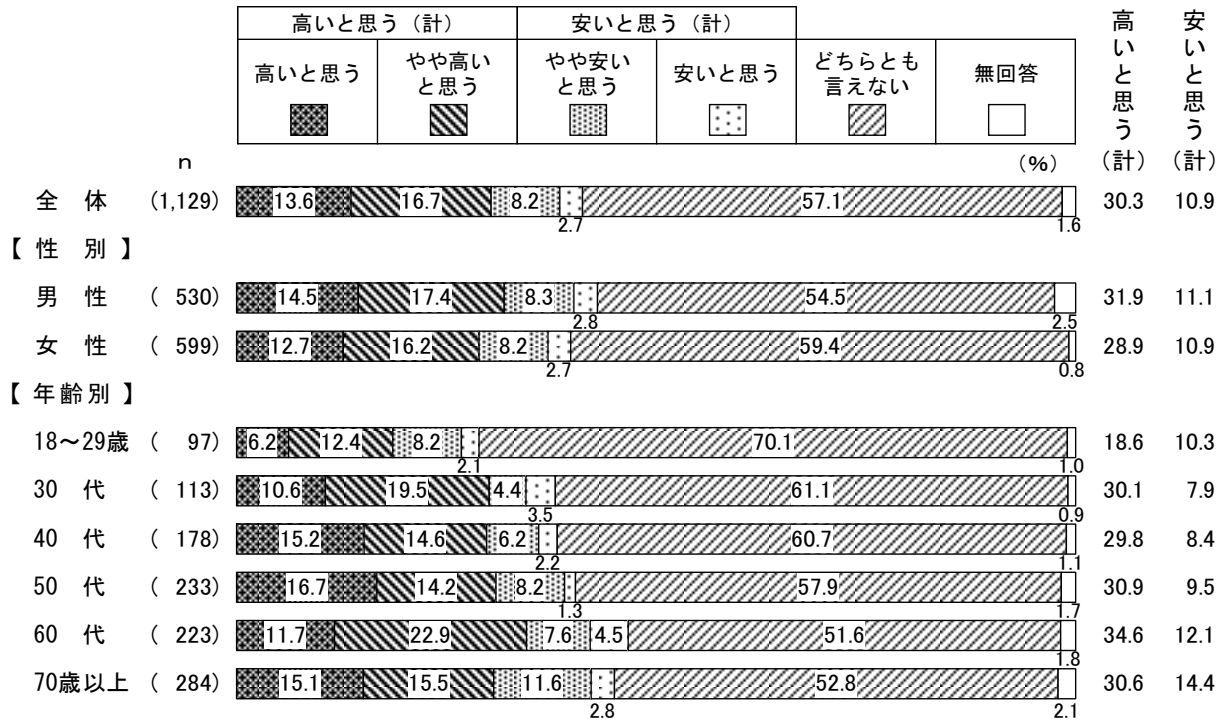 高いと思う（計） 安いと思う（計）
高いと思う やや高いと思う やや安いと思う 安いと思う どちらとも言えない 無回答
高いと思う（計） 安いと思う（計）
n （％）
全 体 (1,129) 13.6 16.7 8.2 2.7 57.1 1.6 30.3 10.9
【 性 別 】
男 性 ( 530) 14.5 17.4 8.3 2.8 54.5 2.5 31.9 11.1
女 性 ( 599) 12.7 16.2 8.2 2.7 59.4 0.8 28.9 10.9
【 年齢別 】
18～29歳 ( 97) 6.2 12.4 8.2 2.1 70.1 1.0 18.6 10.3
30 代 ( 113) 10.6 19.5 4.4 3.5 61.1 0.9 30.1 7.9
40 代 ( 178) 15.2 14.6 6.2 2.2 60.7 1.1 29.8 8.4
50 代 ( 233) 16.7 14.2 8.2 1.3 57.9 1.7 30.9 9.5
60 代 ( 223) 11.7 22.9 7.6 4.5 51.6 1.8 34.6 12.1
70歳以上 ( 284) 15.1 15.5 11.6 2.8 52.8 2.1 30.6 14.4